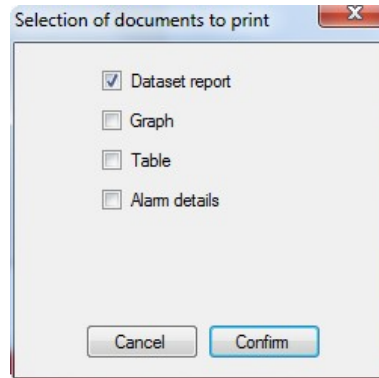 Selection of documents to print
Dataset report
Graph
Table
Alarm details
Cancel Confirm